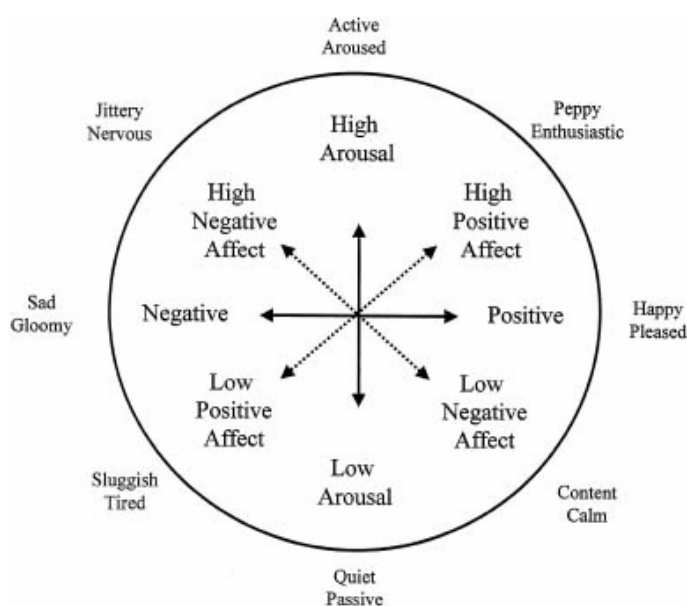 Active
Aroused
Jittery
Nervous
Peppy
Enthusiastic
High
Arousal
High
Negative
Affect
High
Positive
Affect
Sad
Gloomy
Negative
Positive
Happy
Pleased
Low
Positive
Affect
Low
Negative
Affect
Sluggish
Tired
Low
Arousal
Content
Calm
Quiet
Passive